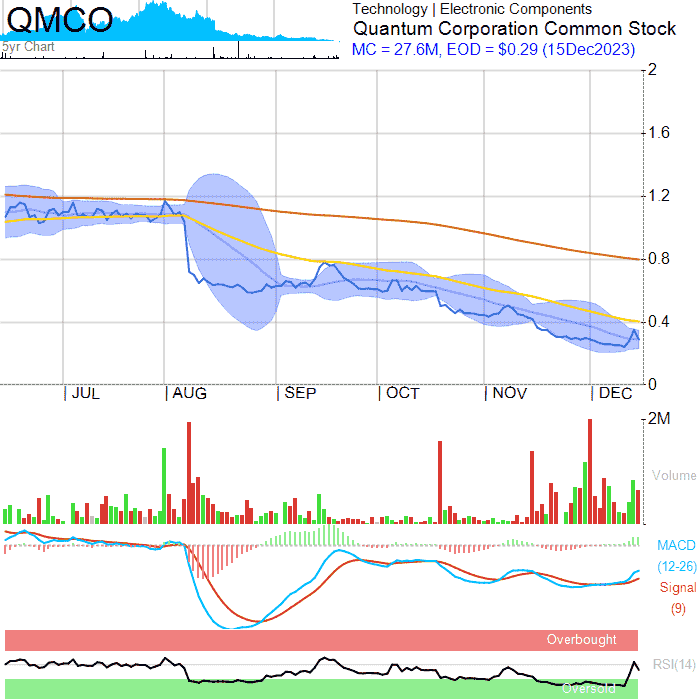 QMCO
5yr Chart
Technology | Electronic Components
Quantum Corporation Common Stock
MC = 27.6M, EOD = $0.29 (15Dec2023)
2
1.6
1.2
0.8
0.4
0
JUL AUG SEP OCT NOV DEC
2M
Volume
MACD
(12-26)
Signal
(9)
Overbought
RSI(14)
Oversold